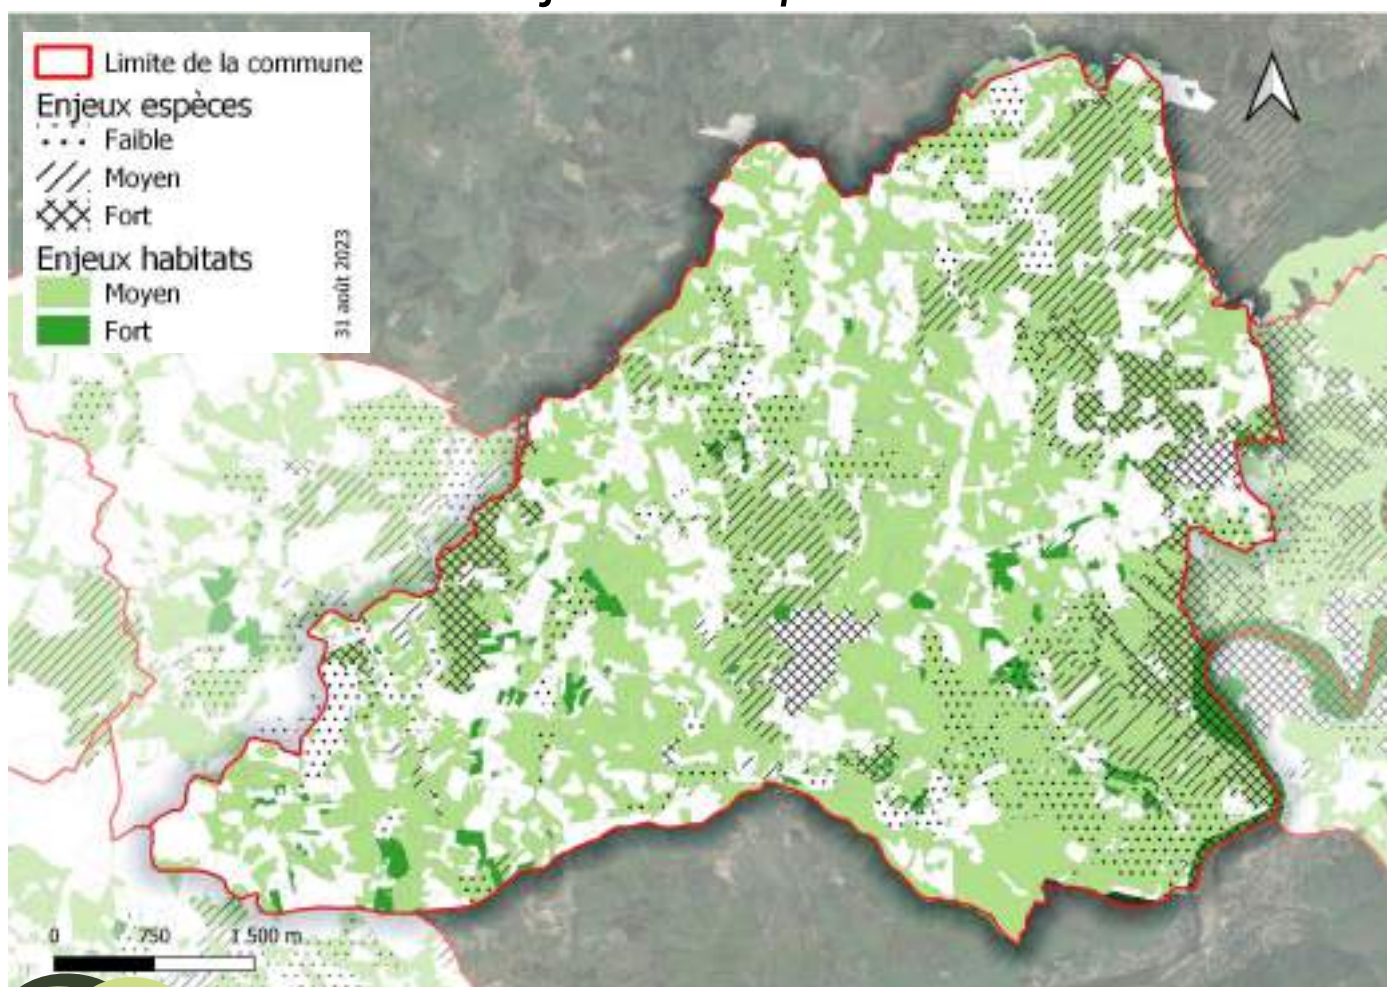 Limite de la commune
Enjeux espèces
Faible
Moyen
Fort
Enjeux habitats
Moyen
Fort
31 août 2023
0 750 1 500 m